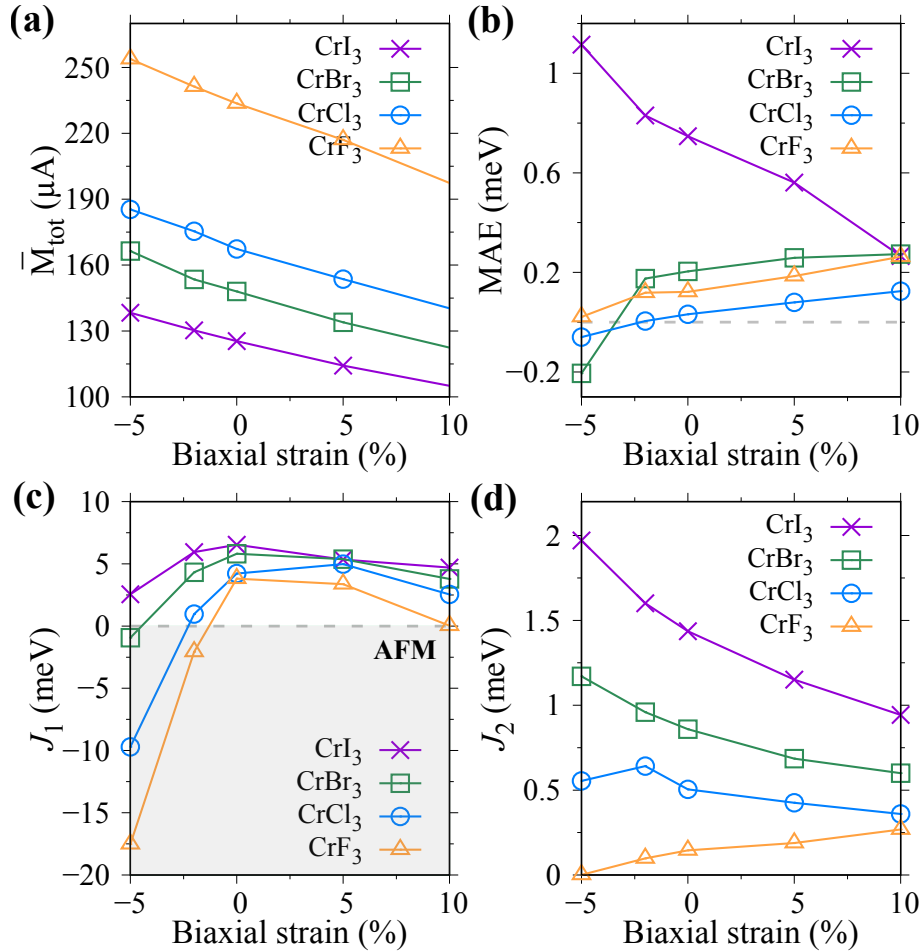 (a)
CrI₃
CrBr₃
CrCl₃
CrF₃
M̄ₜₒₜ (μA)
250
220
190
160
130
100
−5 0 5 10
Biaxial strain (%)
(b)
CrI₃
CrBr₃
CrCl₃
CrF₃
MAE (meV)
1
0.6
0.2
−0.2
−5 0 5 10
Biaxial strain (%)
(c)
J₁ (meV)
10
5
0
−5
−10
−15
−20
AFM
CrI₃
CrBr₃
CrCl₃
CrF₃
−5 0 5 10
Biaxial strain (%)
(d)
CrI₃
CrBr₃
CrCl₃
CrF₃
J₂ (meV)
2
1.5
1
0.5
0
−5 0 5 10
Biaxial strain (%)